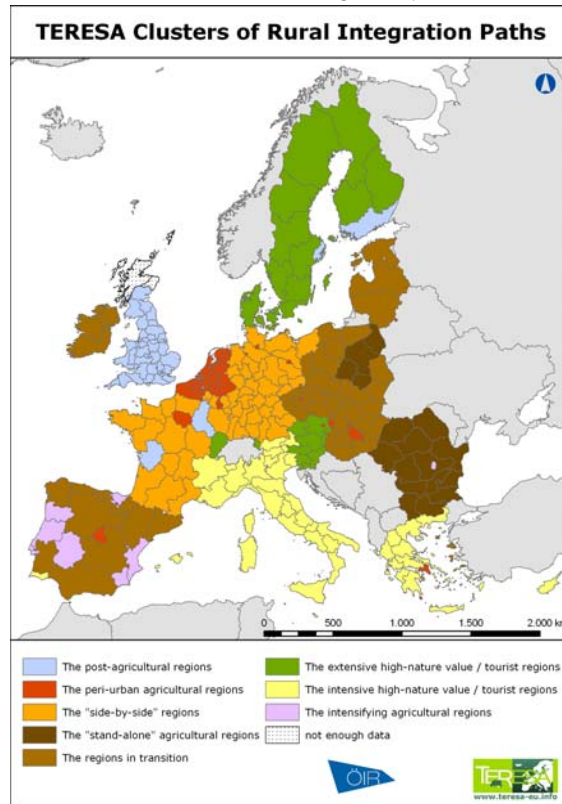 TERESA Clusters of Rural Integration Paths
0 500 1.000 1.500 2.000 km
The post-agricultural regions
The peri-urban agricultural regions
The "side-by-side" regions
The "stand-alone" agricultural regions
The regions in transition
The extensive high-nature value / tourist regions
The intensive high-nature value / tourist regions
The intensifying agricultural regions
not enough data
ÖIR
TERESA
www.teresa-eu.info